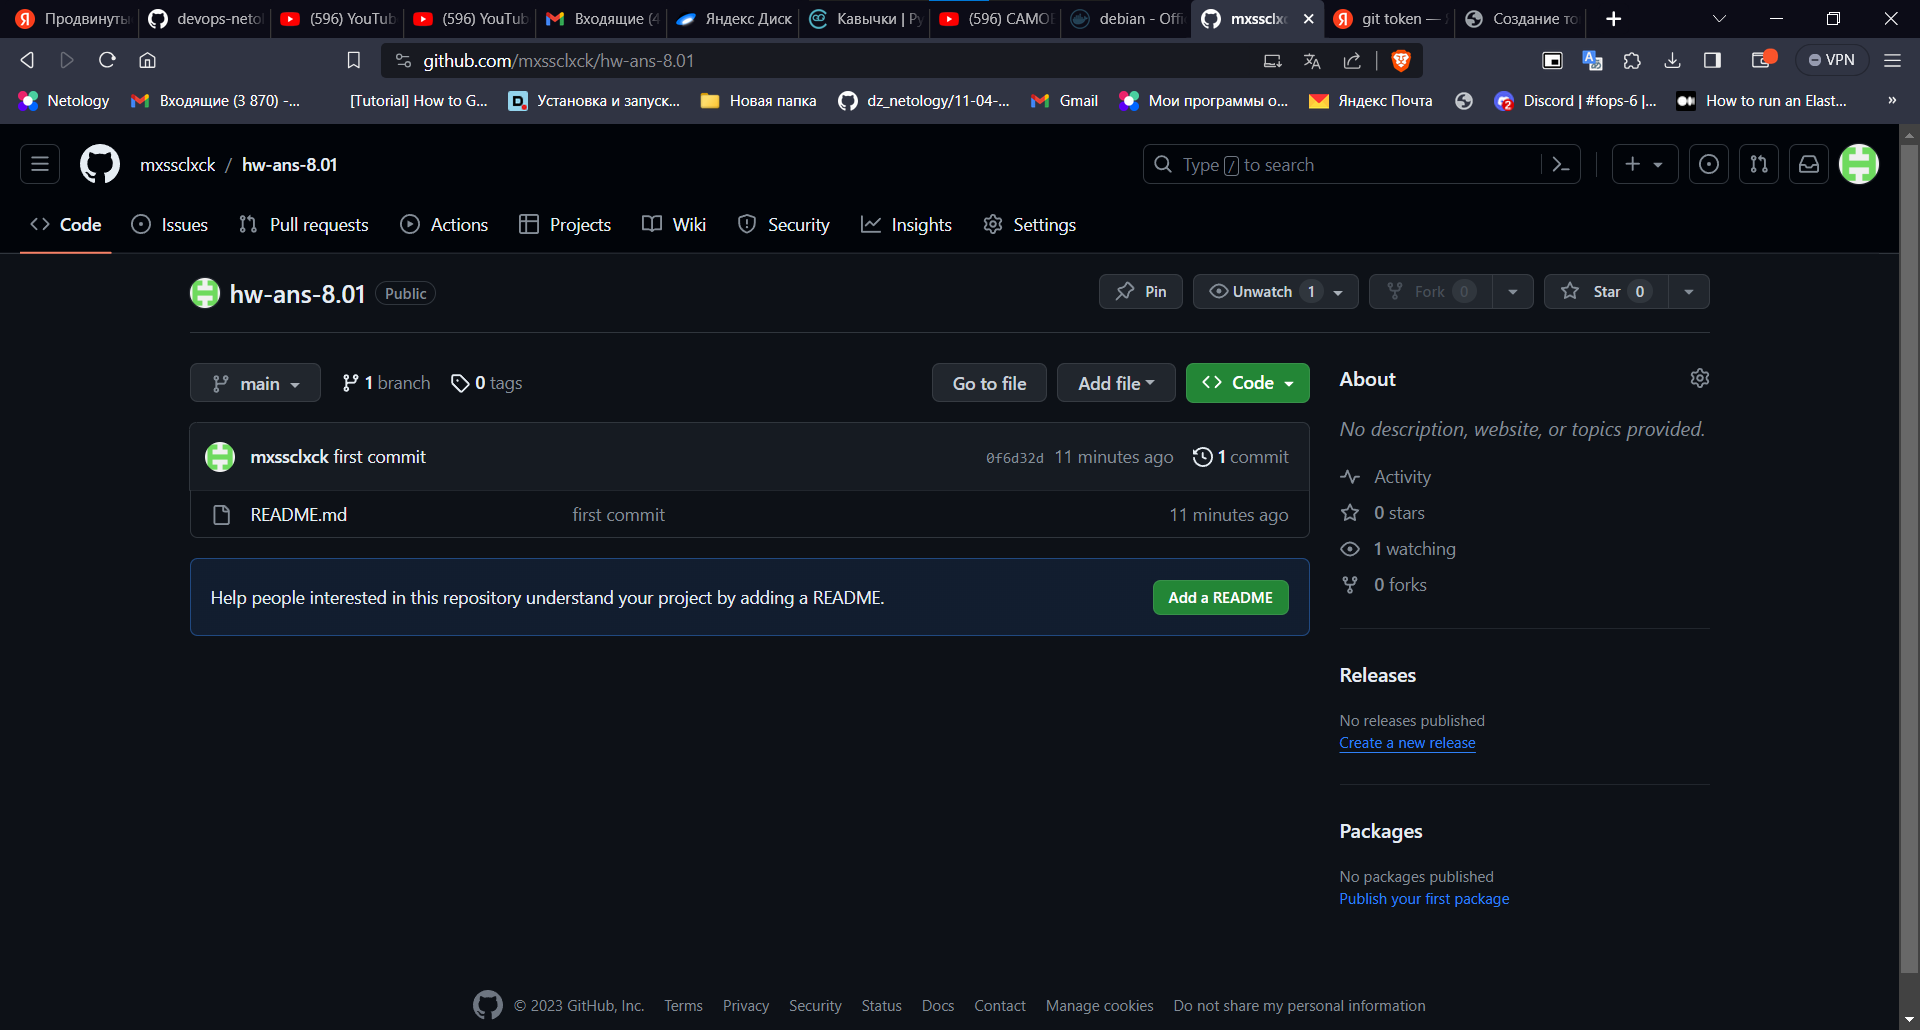 Продвинуты
devops-netol
(596) YouTub
(596) YouTub
Входящие (4
Яндекс Диск
Кавычки | Ру
(596) САМОЕ
debian - Offi
mxssclx
git token —
Создание то
github.com/mxssclxck/hw-ans-8.01
VPN
Netology
Входящие (3 870) -...
[Tutorial] How to G...
Установка и запуск...
Новая папка
dz_netology/11-04-...
Gmail
Мои программы о...
Яндекс Почта
Discord | #fops-6 |...
How to run an Elast...
»
mxssclxck / hw-ans-8.01
Type / to search
Code
Issues
Pull requests
Actions
Projects
Wiki
Security
Insights
Settings
hw-ans-8.01
Public
Pin
Unwatch 1
Fork 0
Star 0
main
1 branch
0 tags
Go to file
Add file
Code
About
No description, website, or topics provided.
mxssclxck first commit
0f6d32d 11 minutes ago
1 commit
README.md
first commit
11 minutes ago
Activity
0 stars
1 watching
0 forks
Help people interested in this repository understand your project by adding a README.
Add a README
Releases
No releases published
Create a new release
Packages
No packages published
Publish your first package
© 2023 GitHub, Inc.
Terms
Privacy
Security
Status
Docs
Contact
Manage cookies
Do not share my personal information